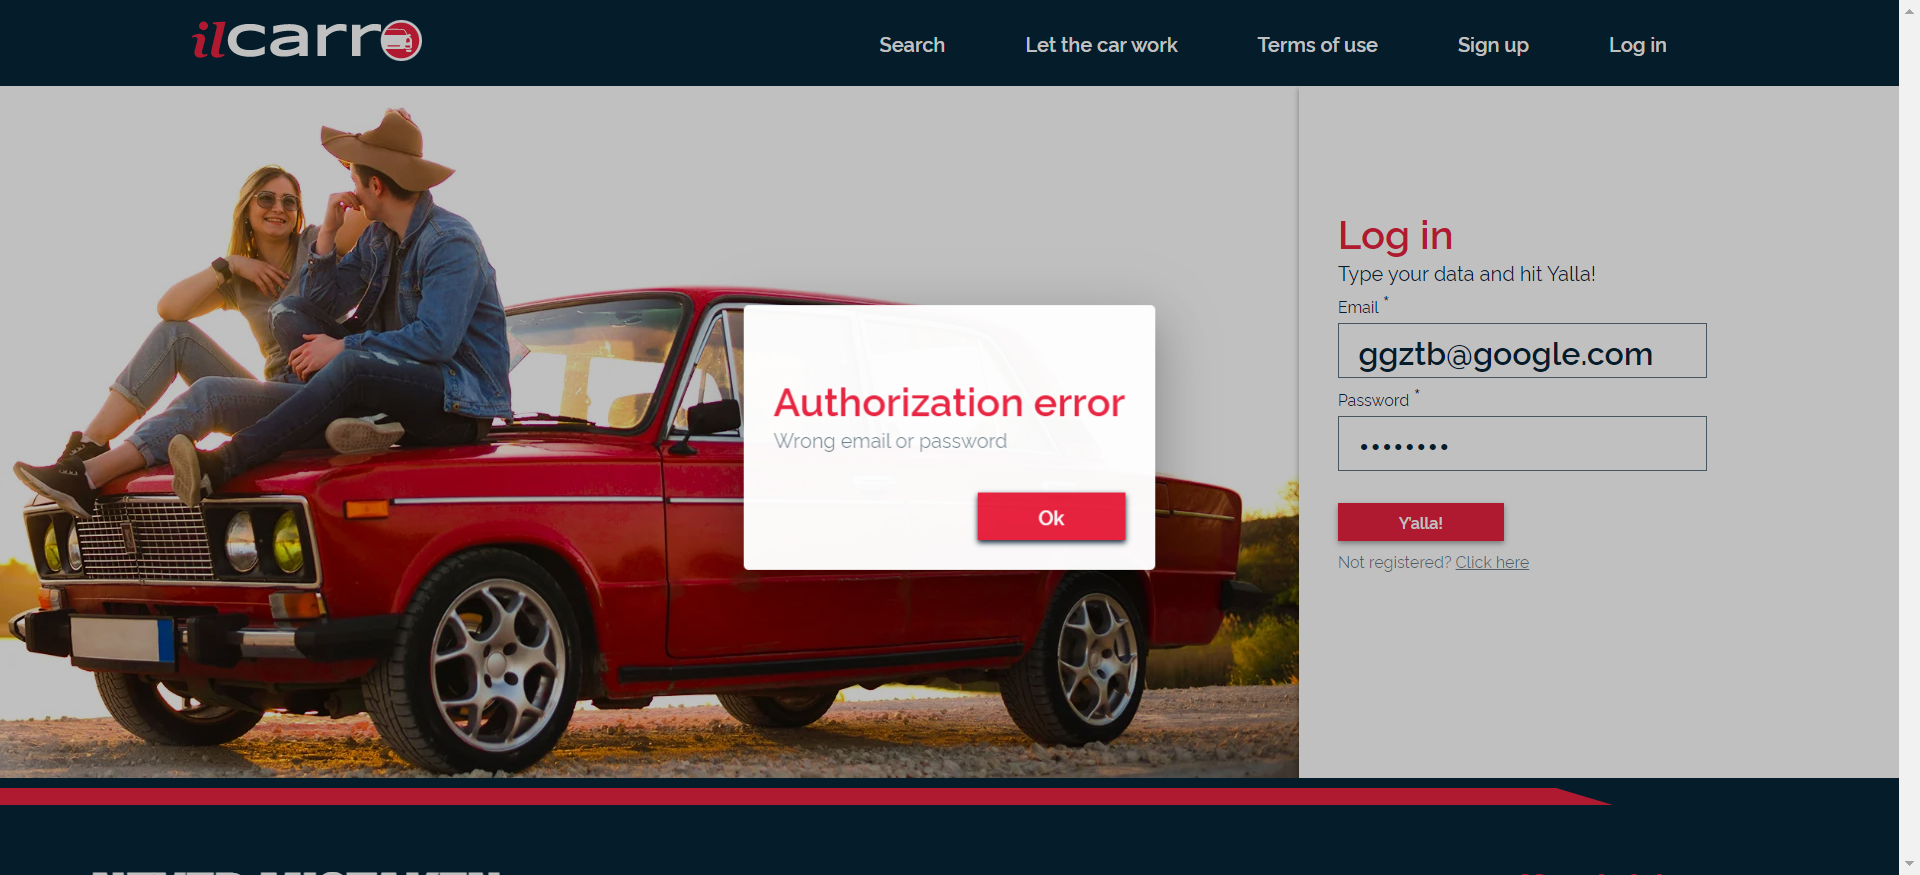 ilcarro
Search
Let the car work
Terms of use
Sign up
Log in
Log in
Type your data and hit Yalla!
Email *
ggztb@google.com
Password *
••••••••
Y'alla!
Not registered? Click here
Authorization error
Wrong email or password
Ok